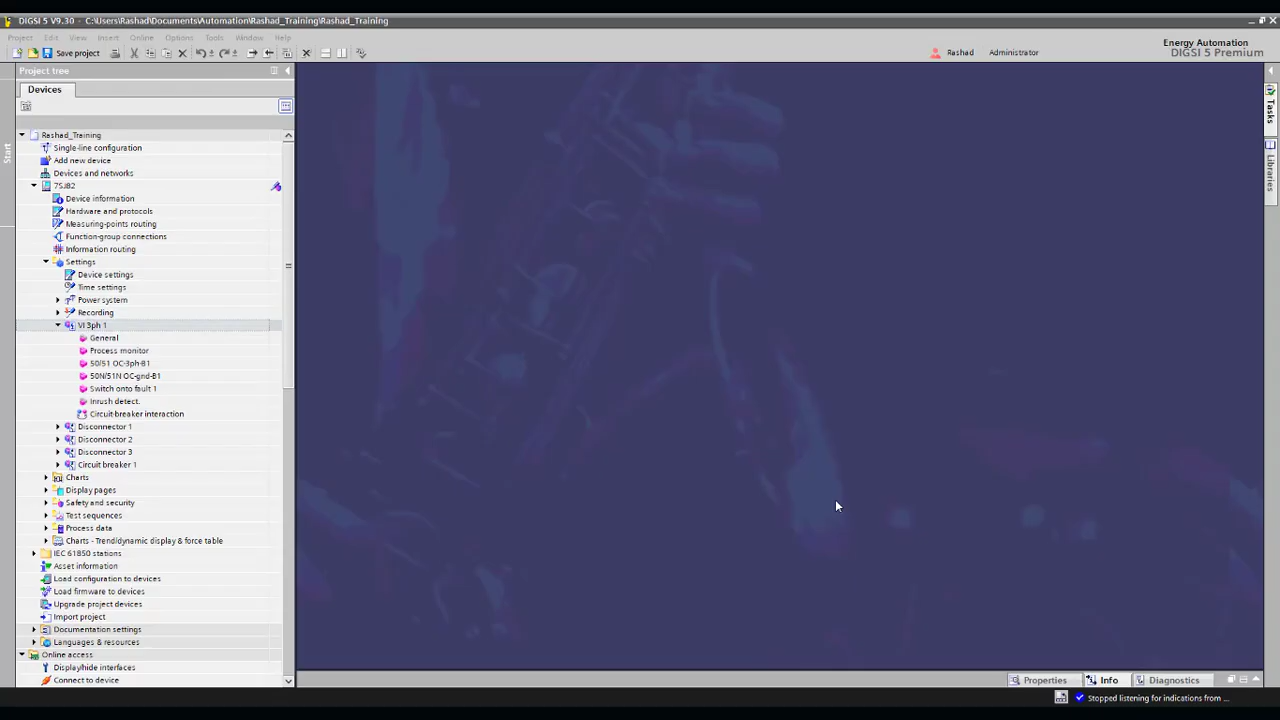 DIGSI 5 V9.30 - C:\Users\Rashad\Documents\Automation\Rashad_Training\Rashad_Training
Project Edit View Insert Online Options Tools Window Help
Save project
Rashad Administrator
Energy Automation
DIGSI 5 Premium
Project tree
Devices
Start
Tasks
Libraries
Rashad_Training
Single-line configuration
Add new device
Devices and networks
7SJ82
Device information
Hardware and protocols
Measuring-points routing
Function-group connections
Information routing
Settings
Device settings
Time settings
Power system
Recording
VI 3ph 1
General
Process monitor
50/51 OC-3ph-B1
50N/51N OC-gnd-B1
Switch onto fault 1
Inrush detect.
Circuit-breaker interaction
Disconnector 1
Disconnector 2
Disconnector 3
Circuit breaker 1
Charts
Display pages
Safety and security
Test sequences
Process data
Charts - Trend/dynamic display & force table
IEC 61850 stations
Asset information
Load configuration to devices
Load firmware to devices
Upgrade project devices
Import project
Documentation settings
Languages & resources
Online access
Display/hide interfaces
Connect to device
Properties Info Diagnostics
Stopped listening for indications from ...